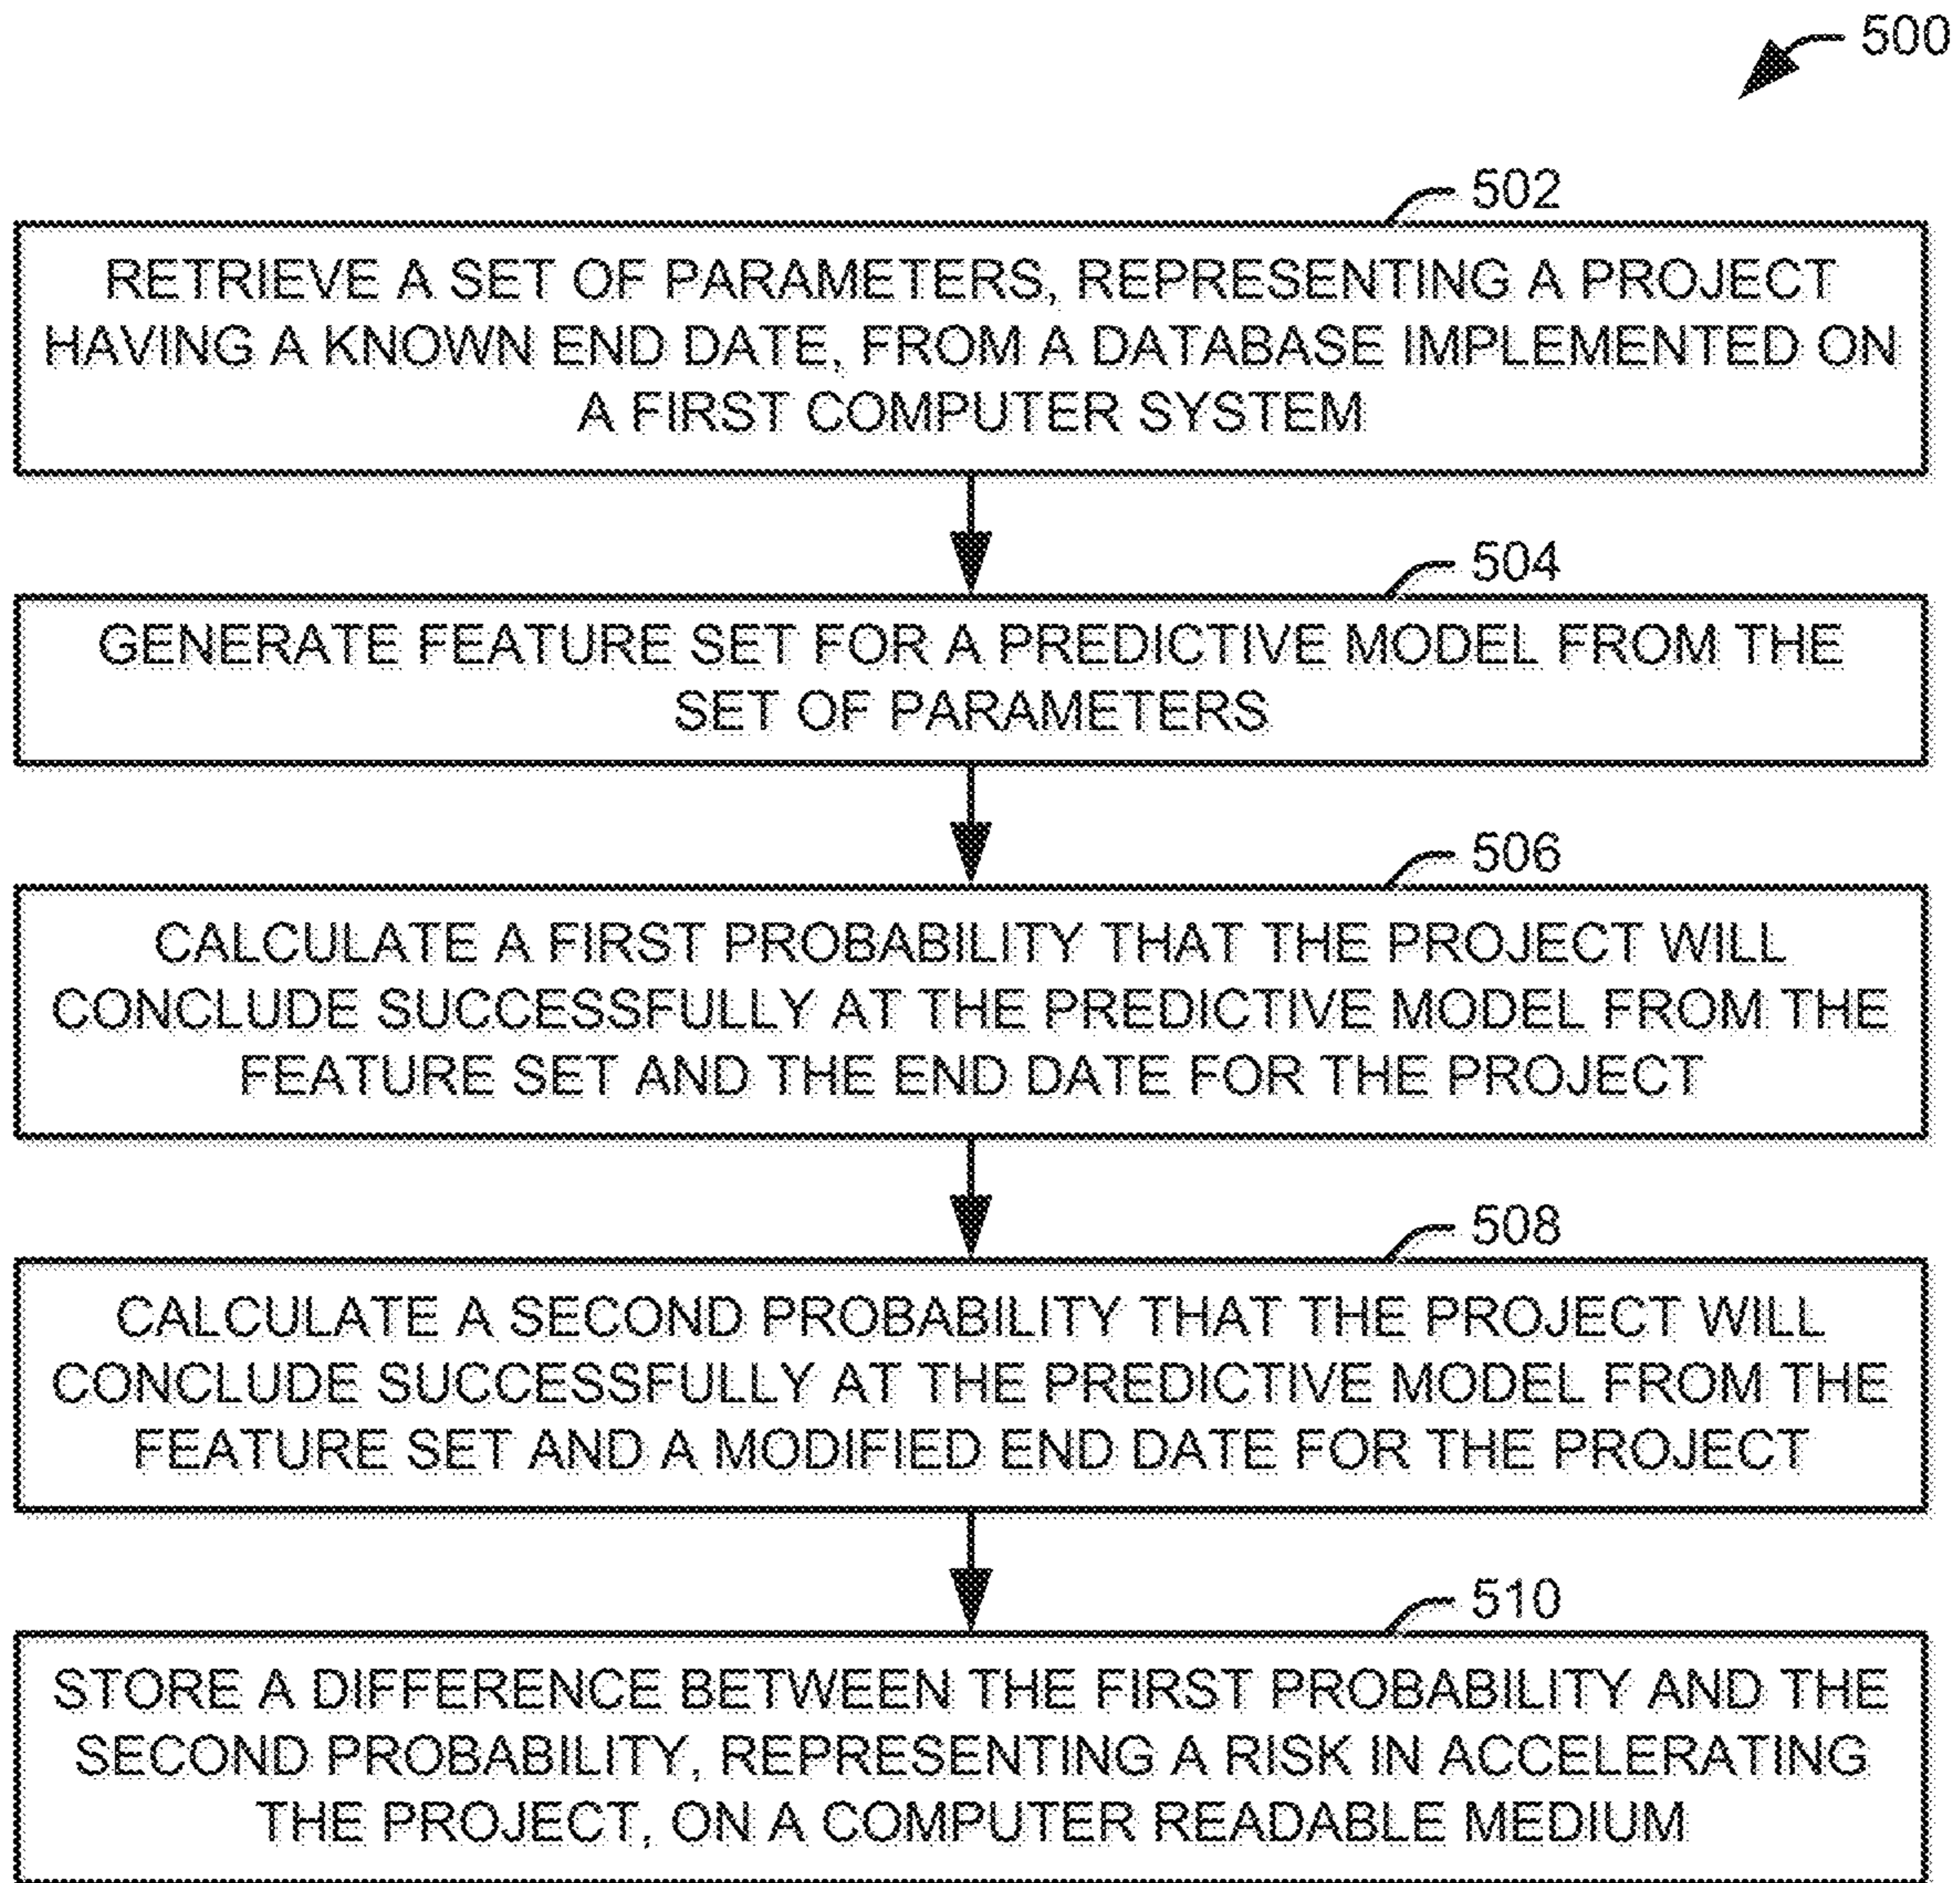 500
502
RETRIEVE A SET OF PARAMETERS, REPRESENTING A PROJECT
HAVING A KNOWN END DATE, FROM A DATABASE IMPLEMENTED ON
A FIRST COMPUTER SYSTEM
504
GENERATE FEATURE SET FOR A PREDICTIVE MODEL FROM THE
SET OF PARAMETERS
506
CALCULATE A FIRST PROBABILITY THAT THE PROJECT WILL
CONCLUDE SUCCESSFULLY AT THE PREDICTIVE MODEL FROM THE
FEATURE SET AND THE END DATE FOR THE PROJECT
508
CALCULATE A SECOND PROBABILITY THAT THE PROJECT WILL
CONCLUDE SUCCESSFULLY AT THE PREDICTIVE MODEL FROM THE
FEATURE SET AND A MODIFIED END DATE FOR THE PROJECT
510
STORE A DIFFERENCE BETWEEN THE FIRST PROBABILITY AND THE
SECOND PROBABILITY, REPRESENTING A RISK IN ACCELERATING
THE PROJECT, ON A COMPUTER READABLE MEDIUM